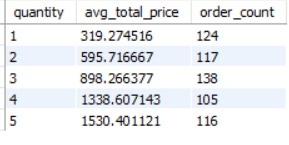 quantity avg_total_price order_count
1 319.274516 124
2 595.716667 117
3 898.266377 138
4 1338.607143 105
5 1530.401121 116